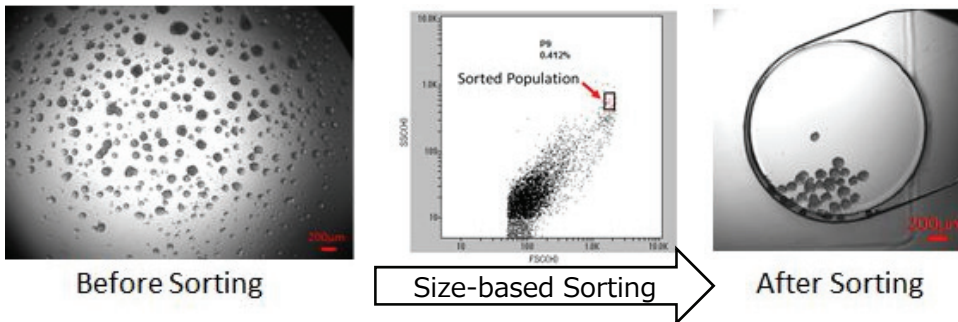 200μm
Before Sorting
10.0K
1.0K
100
10
SSC(H)
P9
0.412%
Sorted Population
10
100
1.0K
10.0K
FSC(H)
Size-based Sorting
200μm
After Sorting